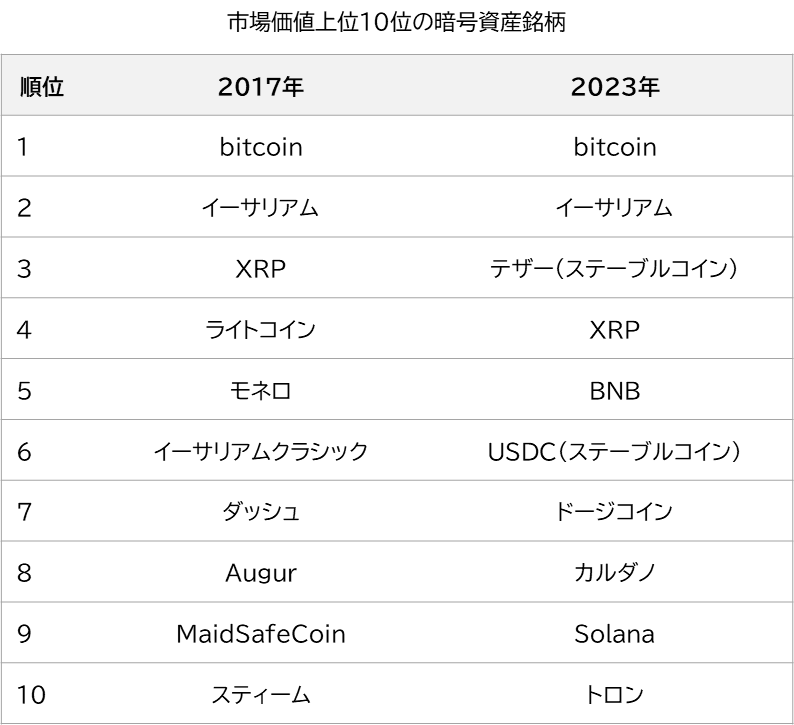 市場価値上位10位の暗号資産銘柄
順位 2017年 2023年
1 bitcoin bitcoin
2 イーサリアム イーサリアム
3 XRP テザー(ステーブルコイン)
4 ライトコイン XRP
5 モネロ BNB
6 イーサリアムクラシック USDC(ステーブルコイン)
7 ダッシュ ドージコイン
8 Augur カルダノ
9 MaidSafeCoin Solana
10 スティーム トロン